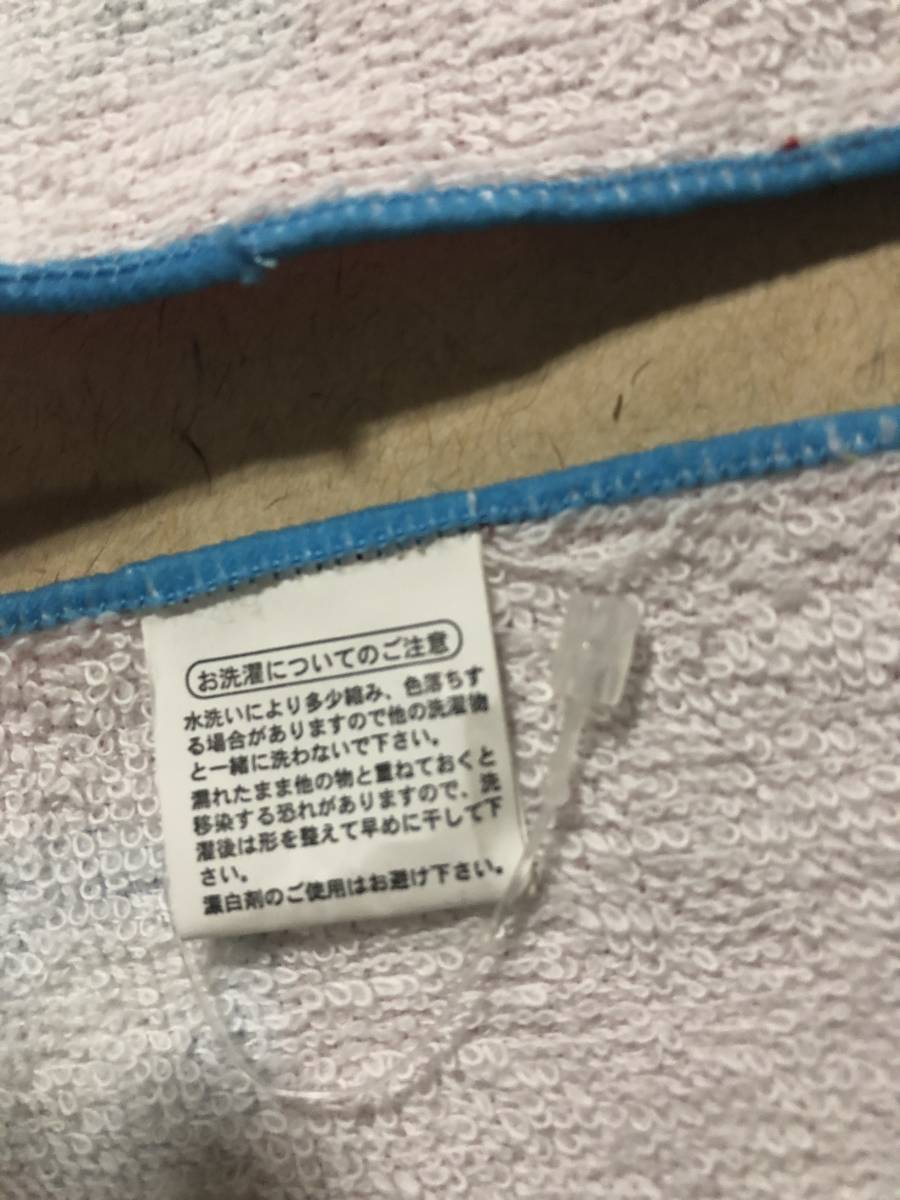 お洗濯についてのご注意
水洗いにより多少縮み、色落ちす
る場合がありますので他の洗濯物
と一緒に洗わないで下さい。
濡れたまま他の物と重ねておくと
移染する恐れがありますので、洗
濯後は形を整えて早めに干して下
さい。
漂白剤のご使用はお避け下さい。